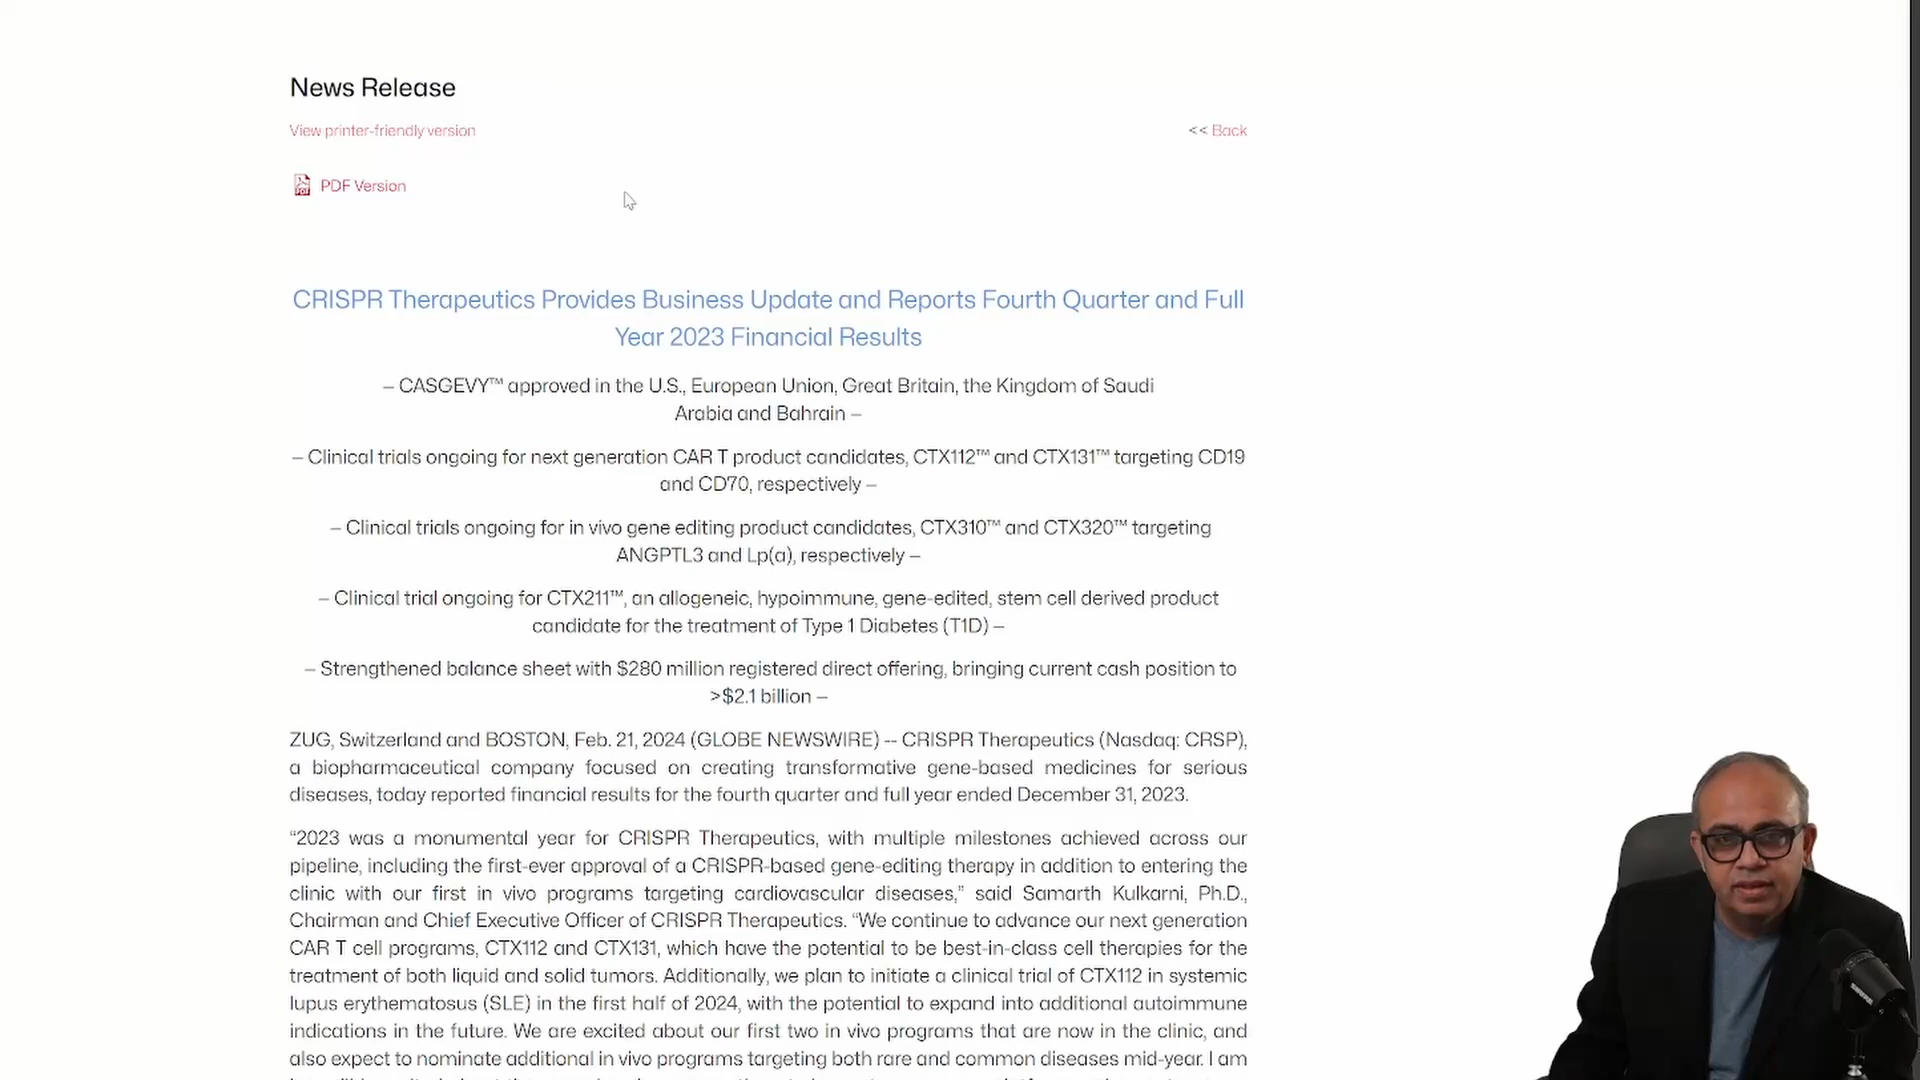 News Release
View printer-friendly version
<< Back
PDF Version
CRISPR Therapeutics Provides Business Update and Reports Fourth Quarter and Full
Year 2023 Financial Results
– CASGEVY™ approved in the U.S., European Union, Great Britain, the Kingdom of Saudi
Arabia and Bahrain –
– Clinical trials ongoing for next generation CAR T product candidates, CTX112™ and CTX131™ targeting CD19
and CD70, respectively –
– Clinical trials ongoing for in vivo gene editing product candidates, CTX310™ and CTX320™ targeting
ANGPTL3 and Lp(a), respectively –
– Clinical trial ongoing for CTX211™, an allogeneic, hypoimmune, gene-edited, stem cell derived product
candidate for the treatment of Type 1 Diabetes (T1D) –
– Strengthened balance sheet with $280 million registered direct offering, bringing current cash position to
>$2.1 billion –
ZUG, Switzerland and BOSTON, Feb. 21, 2024 (GLOBE NEWSWIRE) -- CRISPR Therapeutics (Nasdaq: CRSP),
a biopharmaceutical company focused on creating transformative gene-based medicines for serious
diseases, today reported financial results for the fourth quarter and full year ended December 31, 2023.
“2023 was a monumental year for CRISPR Therapeutics, with multiple milestones achieved across our
pipeline, including the first-ever approval of a CRISPR-based gene-editing therapy in addition to entering the
clinic with our first in vivo programs targeting cardiovascular diseases,” said Samarth Kulkarni, Ph.D.,
Chairman and Chief Executive Officer of CRISPR Therapeutics. “We continue to advance our next generation
CAR T cell programs, CTX112 and CTX131, which have the potential to be best-in-class cell therapies for the
treatment of both liquid and solid tumors. Additionally, we plan to initiate a clinical trial of CTX112 in systemic
lupus erythematosus (SLE) in the first half of 2024, with the potential to expand into additional autoimmune
indications in the future. We are excited about our first two in vivo programs that are now in the clinic, and
also expect to nominate additional in vivo programs targeting both rare and common diseases mid-year. I am